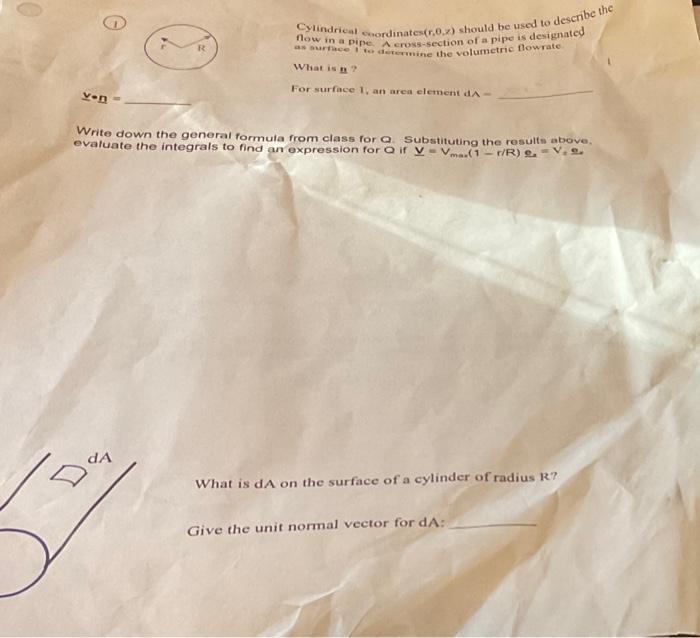 1
Cylindrical coordinates(r,θ,z) should be used to describe the
flow in a pipe. A cross-section of a pipe is designated
as surface 1 to determine the volumetric flowrate.
r R
What is n ?
For surface 1, an area element dA = ____________
v•n = __________
Write down the general formula from class for Q. Substituting the results above,
evaluate the integrals to find an expression for Q if V = Vmax(1 – r/R) ez = Vz ez
dA
What is dA on the surface of a cylinder of radius R?
Give the unit normal vector for dA: __________